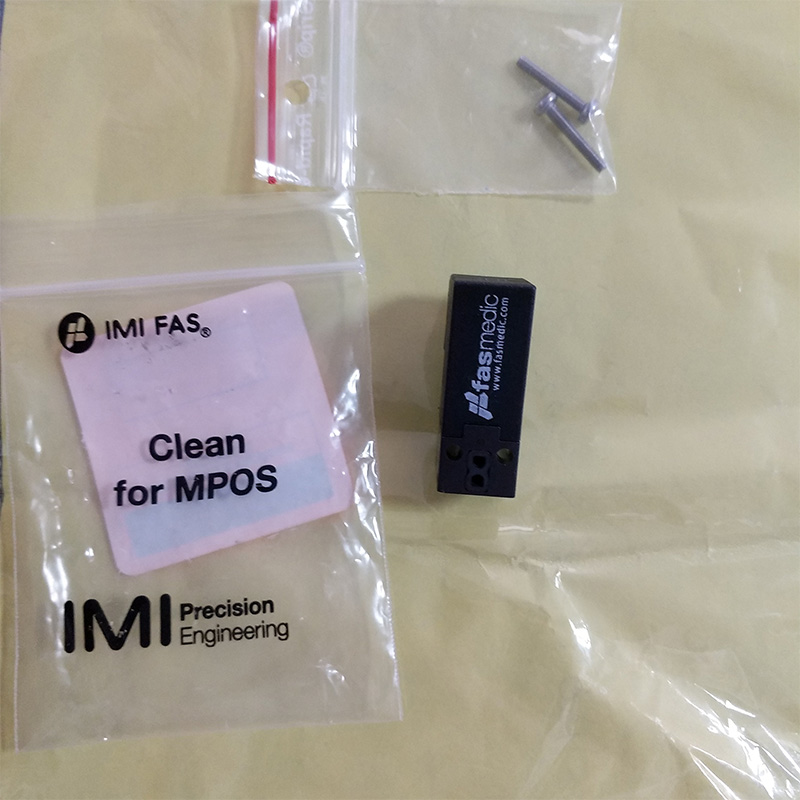 IMI FAS®
Clean
for MPOS
IMI Precision
Engineering
fasmedic
www.fasmedic.com